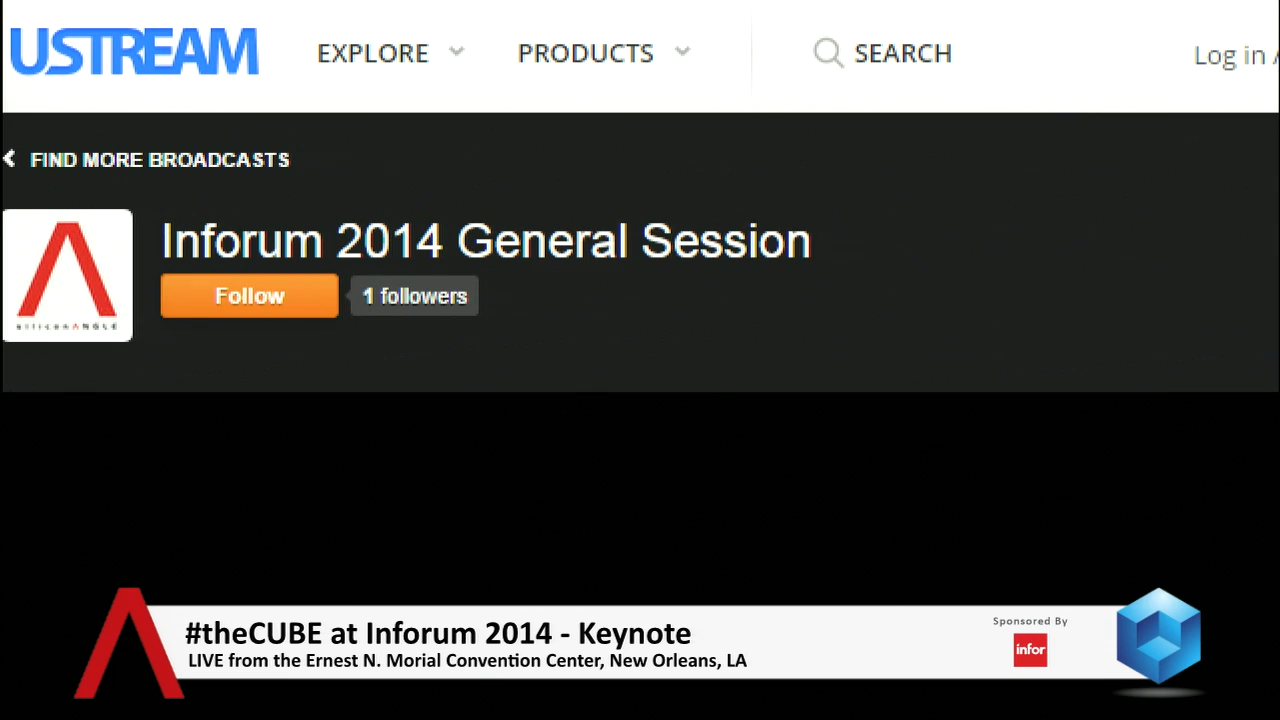 USTREAM EXPLORE PRODUCTS SEARCH Log in
FIND MORE BROADCASTS
Inforum 2014 General Session
Follow 1 followers
siliconANGLE
#theCUBE at Inforum 2014 - Keynote
LIVE from the Ernest N. Morial Convention Center, New Orleans, LA
Sponsored By
infor